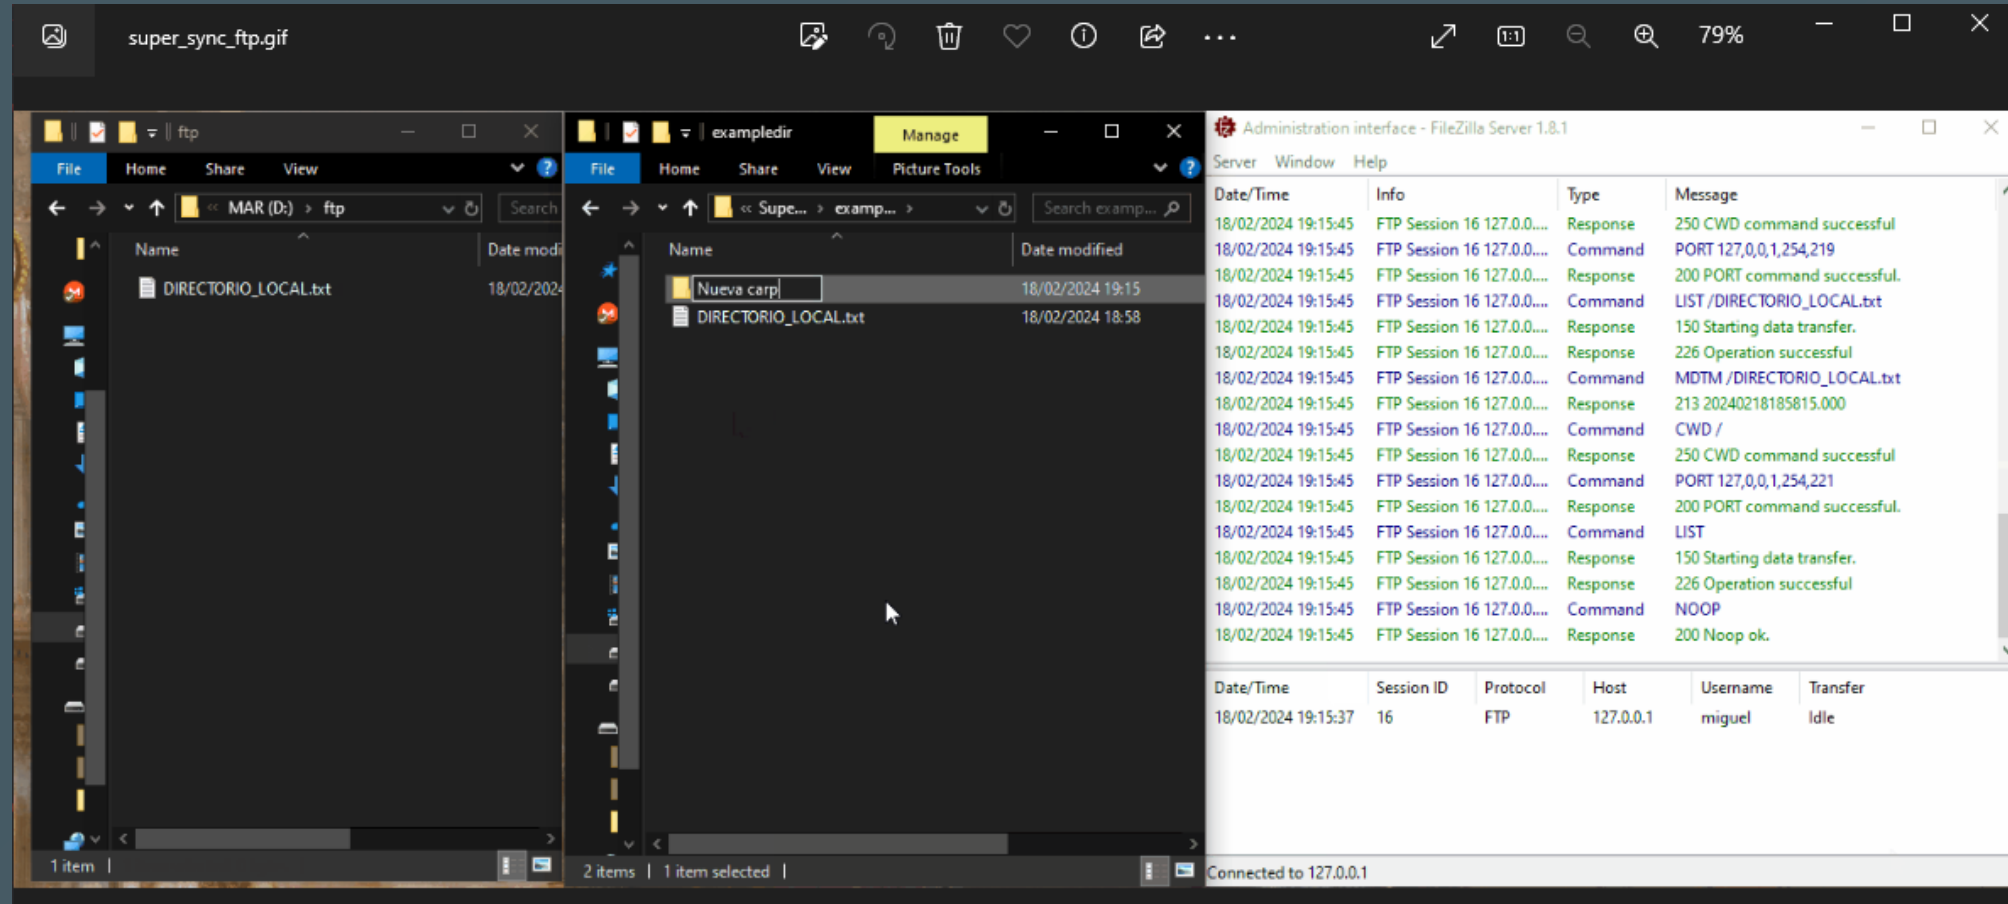 super_sync_ftp.gif
79%
ftp
File Home Share View
« MAR (D:) › ftp
Search
Name Date modi
DIRECTORIO_LOCAL.txt 18/02/2024
1 item
exampledir Manage
File Home Share View Picture Tools
« Supe... › examp... ›
Search examp...
Name Date modified
Nueva carp 18/02/2024 19:15
DIRECTORIO_LOCAL.txt 18/02/2024 18:58
2 items 1 item selected
Administration interface - FileZilla Server 1.8.1
Server Window Help
Date/Time Info Type Message
18/02/2024 19:15:45 FTP Session 16 127.0.0.... Response 250 CWD command successful
18/02/2024 19:15:45 FTP Session 16 127.0.0.... Command PORT 127,0,0,1,254,219
18/02/2024 19:15:45 FTP Session 16 127.0.0.... Response 200 PORT command successful.
18/02/2024 19:15:45 FTP Session 16 127.0.0.... Command LIST /DIRECTORIO_LOCAL.txt
18/02/2024 19:15:45 FTP Session 16 127.0.0.... Response 150 Starting data transfer.
18/02/2024 19:15:45 FTP Session 16 127.0.0.... Response 226 Operation successful
18/02/2024 19:15:45 FTP Session 16 127.0.0.... Command MDTM /DIRECTORIO_LOCAL.txt
18/02/2024 19:15:45 FTP Session 16 127.0.0.... Response 213 20240218185815.000
18/02/2024 19:15:45 FTP Session 16 127.0.0.... Command CWD /
18/02/2024 19:15:45 FTP Session 16 127.0.0.... Response 250 CWD command successful
18/02/2024 19:15:45 FTP Session 16 127.0.0.... Command PORT 127,0,0,1,254,221
18/02/2024 19:15:45 FTP Session 16 127.0.0.... Response 200 PORT command successful.
18/02/2024 19:15:45 FTP Session 16 127.0.0.... Command LIST
18/02/2024 19:15:45 FTP Session 16 127.0.0.... Response 150 Starting data transfer.
18/02/2024 19:15:45 FTP Session 16 127.0.0.... Response 226 Operation successful
18/02/2024 19:15:45 FTP Session 16 127.0.0.... Command NOOP
18/02/2024 19:15:45 FTP Session 16 127.0.0.... Response 200 Noop ok.
Date/Time Session ID Protocol Host Username Transfer
18/02/2024 19:15:37 16 FTP 127.0.0.1 miguel Idle
Connected to 127.0.0.1